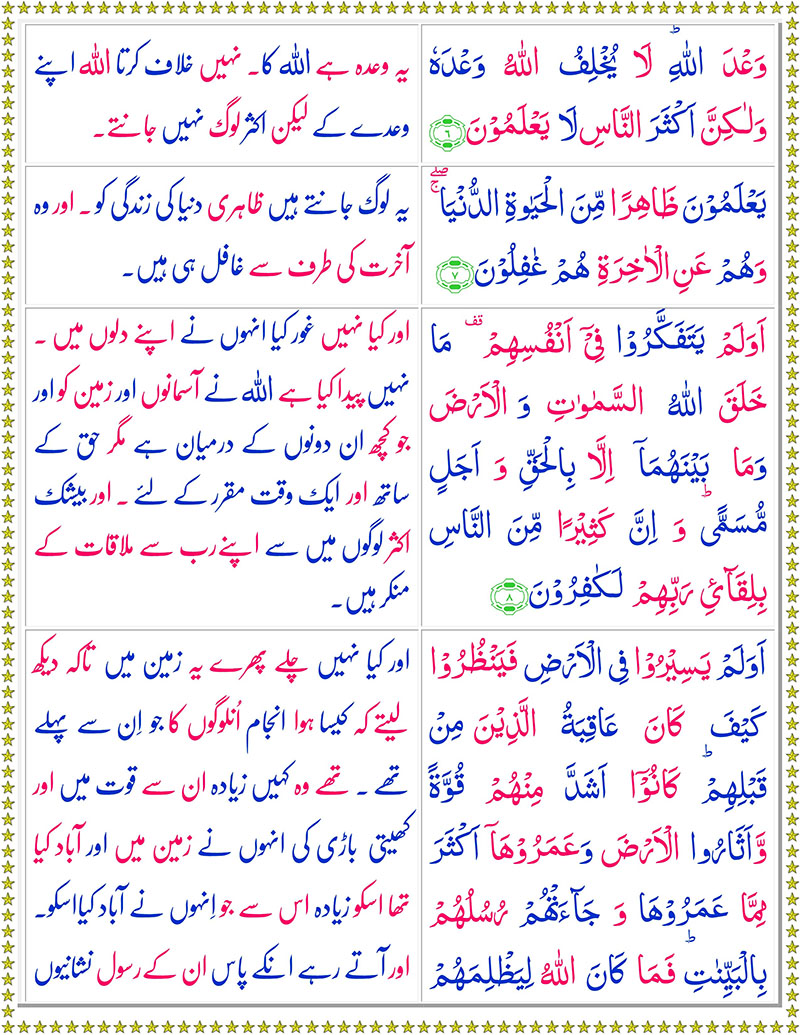 وَعْدَ اللّٰهِ ؕ لَا يُخْلِفُ اللّٰهُ وَعْدَهٗ
وَلٰكِنَّ اَكْثَرَ النَّاسِ لَا يَعْلَمُوْنَ ﴿۶﴾
یہ وعدہ ہے اللہ کا۔ نہیں خلاف کرتا اللہ اپنے
وعدے کے لیکن اکثر لوگ نہیں جانتے۔
يَعْلَمُوْنَ ظَاهِرًا مِّنَ الْحَيٰوةِ الدُّنْيَا ۖۚ
وَهُمْ عَنِ الْاٰخِرَةِ هُمْ غٰفِلُوْنَ ﴿۷﴾
یہ لوگ جانتے ہیں ظاہری دنیا کی زندگی کو۔ اور وہ
آخرت کی طرف سے غافل ہی ہیں۔
اَوَلَمْ يَتَفَكَّرُوْا فِيْۤ اَنْفُسِهِمْ قف مَا
خَلَقَ اللّٰهُ السَّمٰوٰتِ وَ الْاَرْضَ
وَمَا بَيْنَهُمَاۤ اِلَّا بِالْحَقِّ وَ اَجَلٍ
مُّسَمًّى ؕ وَ اِنَّ كَثِيْرًا مِّنَ النَّاسِ
بِلِقَآئِ رَبِّهِمْ لَكٰفِرُوْنَ ﴿۸﴾
اور کیا نہیں غور کیا انہوں نے اپنے دلوں میں۔
نہیں پیدا کیا ہے اللہ نے آسمانوں اور زمین کو اور
جو کچھ ان دونوں کے درمیان ہے مگر حق کے
ساتھ اور ایک وقت مقرر کے لئے۔ اور بیشک
اکثر لوگوں میں سے اپنے رب سے ملاقات کے
منکر ہیں۔
اَوَلَمْ يَسِيْرُوْا فِي الْاَرْضِ فَيَنْظُرُوْا
كَيْفَ كَانَ عَاقِبَةُ الَّذِيْنَ مِنْ
قَبْلِهِمْ ؕ كَانُوْۤا اَشَدَّ مِنْهُمْ قُوَّةً
وَّاَثَارُوا الْاَرْضَ وَعَمَرُوْهَاۤ اَكْثَرَ
مِمَّا عَمَرُوْهَا وَ جَآءَتْهُمْ رُسُلُهُمْ
بِالْبَيِّنٰتِ ؕ فَمَا كَانَ اللّٰهُ لِيَظْلِمَهُمْ
اور کیا نہیں چلے پھرے یہ زمین میں تاکہ دیکھ
لیتے کہ کیسا ہوا انجام اُنلوگوں کا جو اِن سے پہلے
تھے۔ تھے وہ کہیں زیادہ ان سے قوت میں اور
کھیتی باڑی کی انہوں نے زمین میں اور آباد کیا
تھا اسکو زیادہ اس سے جو اِنہوں نے آباد کیا اسکو۔
اور آتے رہے انکے پاس ان کے رسول نشانیوں